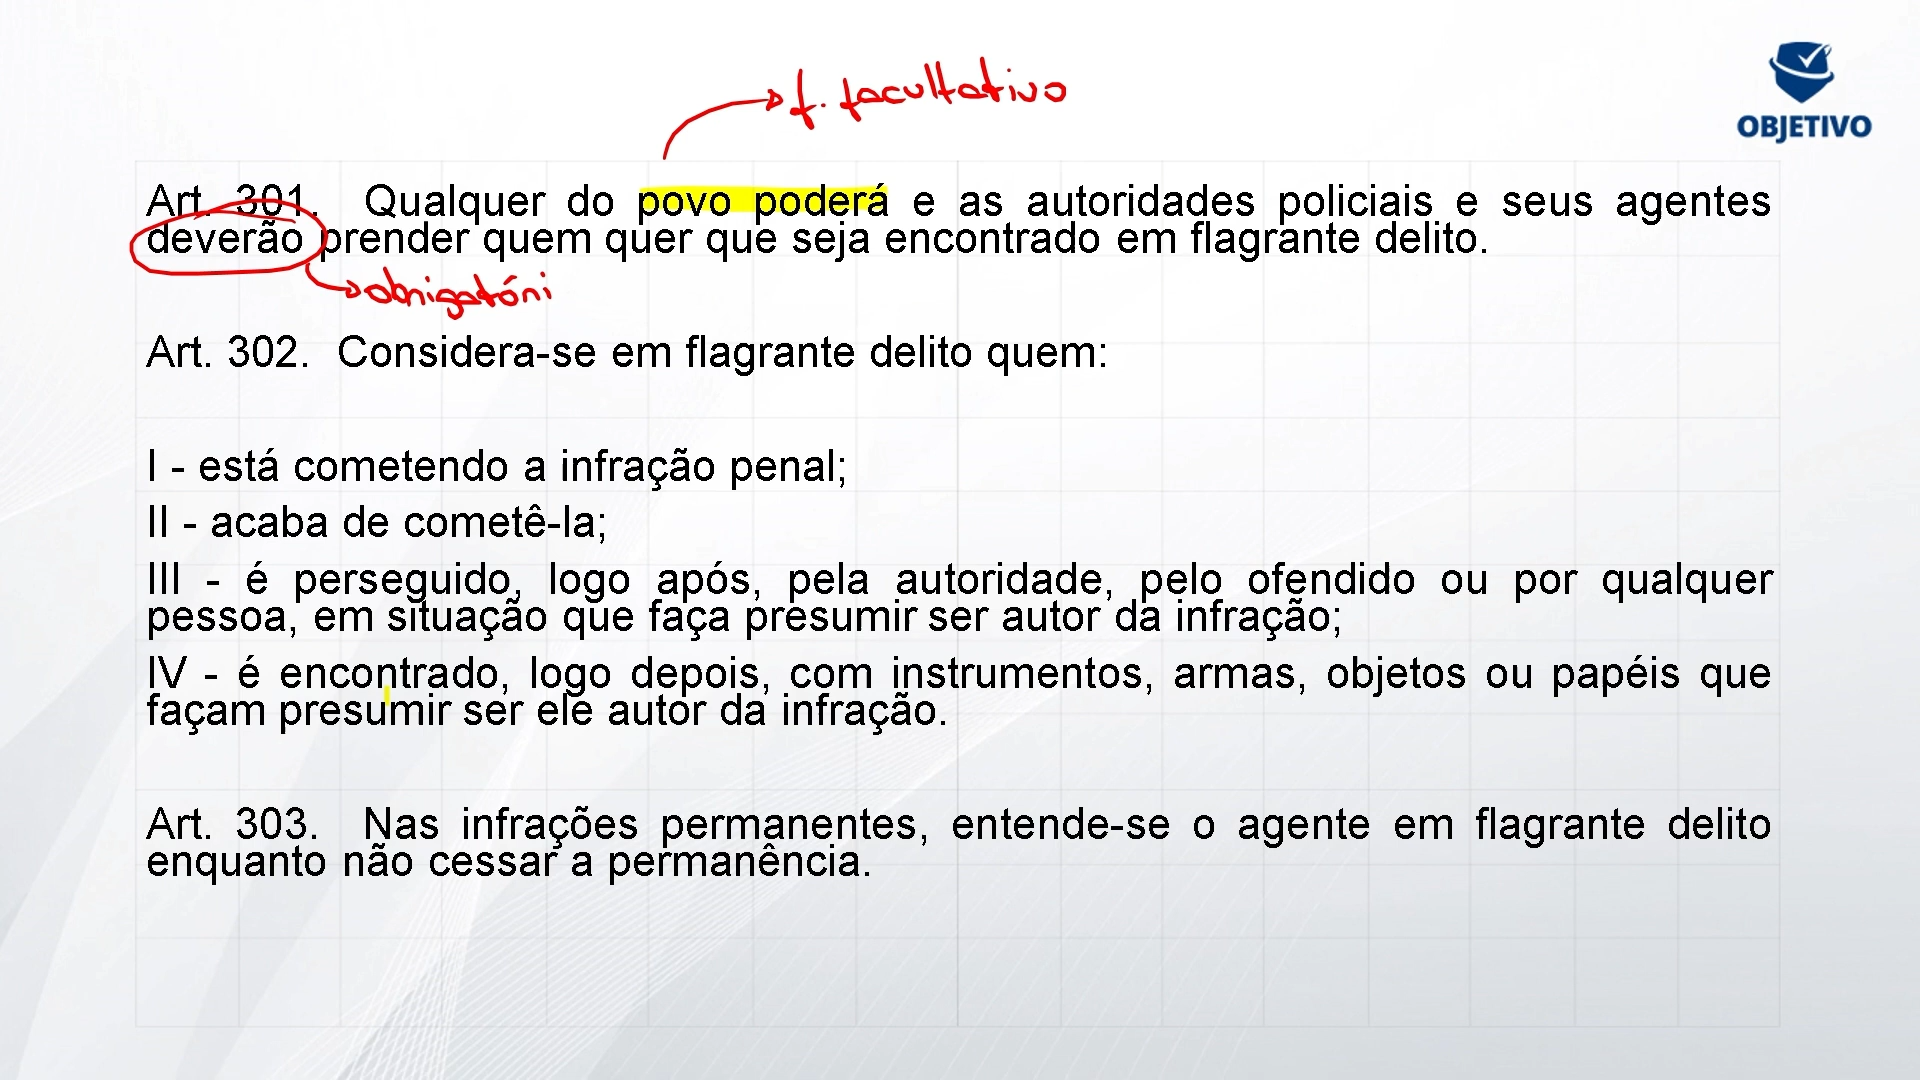 f. facultativo
OBJETIVO
Art. 301. Qualquer do povo poderá e as autoridades policiais e seus agentes
deverão prender quem quer que seja encontrado em flagrante delito.
obrigatóri
Art. 302. Considera-se em flagrante delito quem:
I - está cometendo a infração penal;
II - acaba de cometê-la;
III - é perseguido, logo após, pela autoridade, pelo ofendido ou por qualquer
pessoa, em situação que faça presumir ser autor da infração;
IV - é encontrado, logo depois, com instrumentos, armas, objetos ou papéis que
façam presumir ser ele autor da infração.
Art. 303. Nas infrações permanentes, entende-se o agente em flagrante delito
enquanto não cessar a permanência.